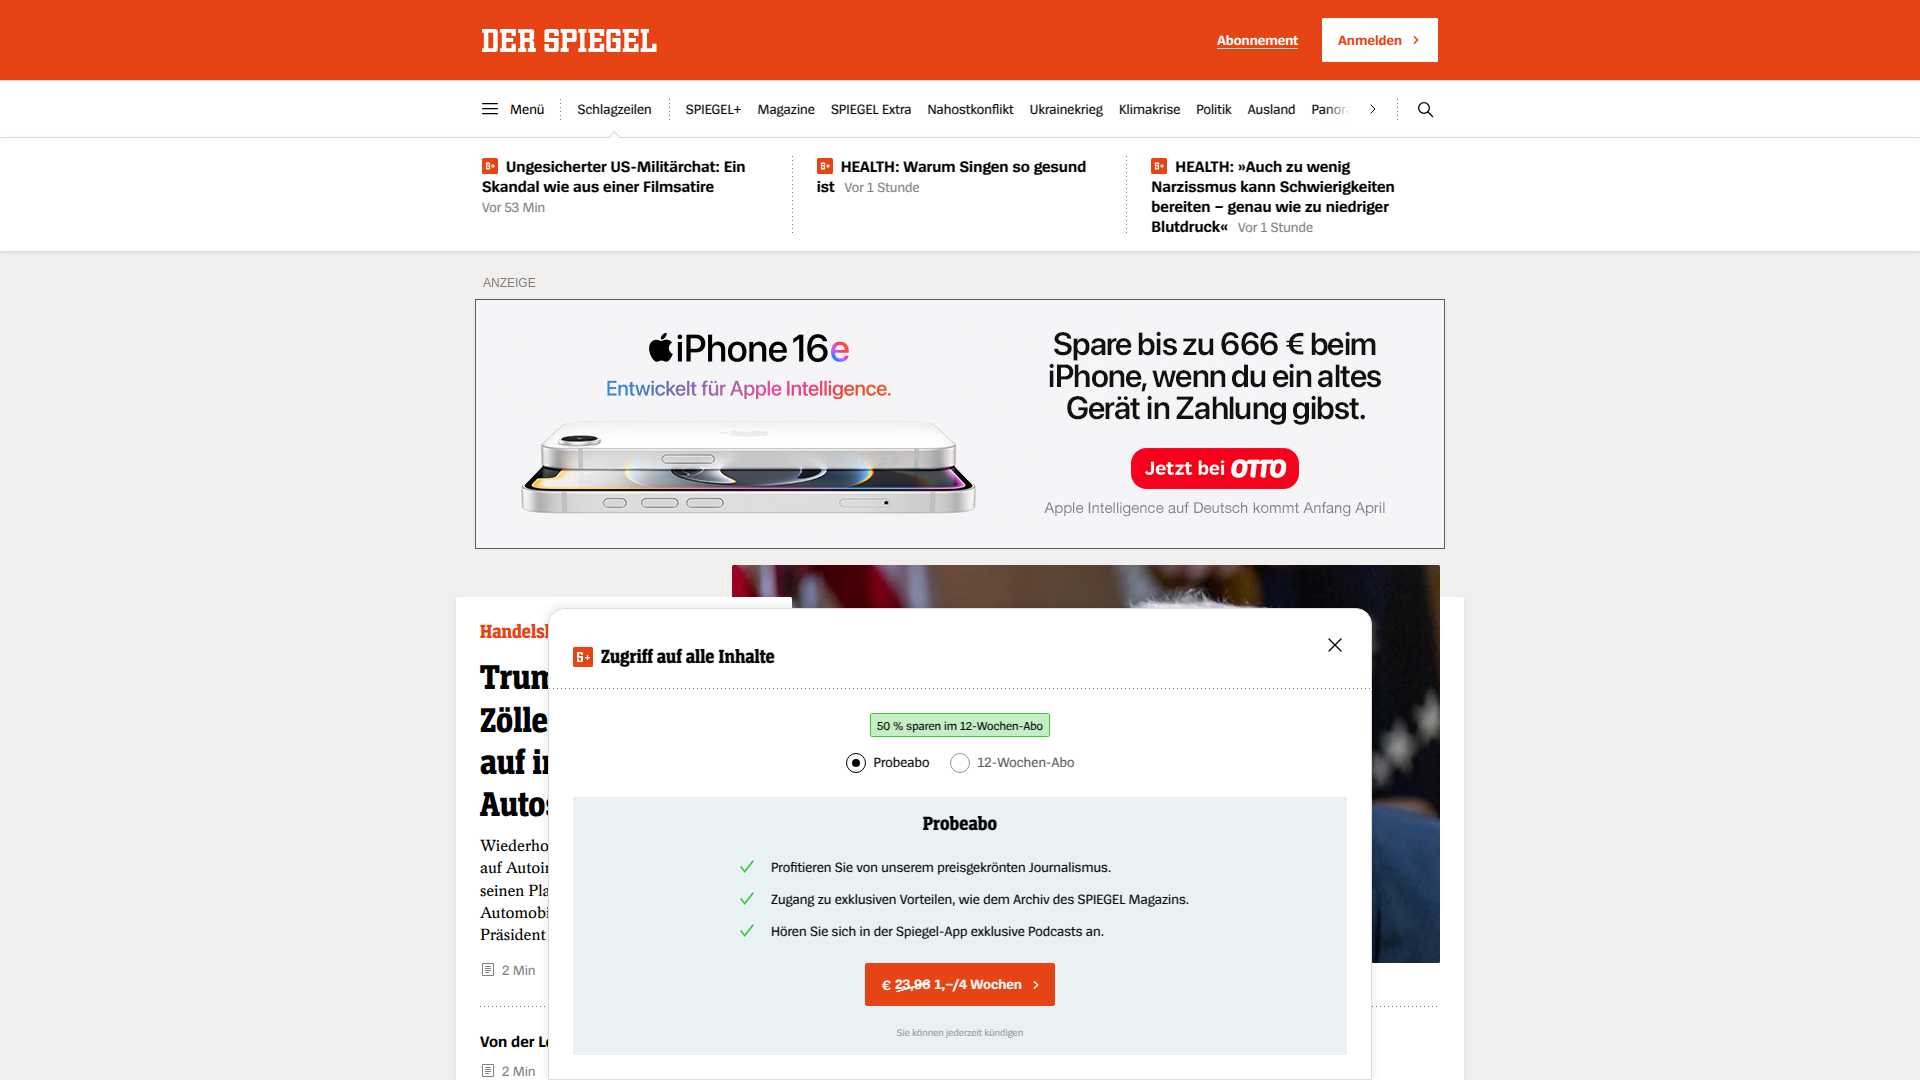 DER SPIEGEL
Abonnement
Anmelden
Menü
Schlagzeilen
SPIEGEL+
Magazine
SPIEGEL Extra
Nahostkonflikt
Ukrainekrieg
Klimakrise
Politik
Ausland
Ungesicherter US-Militärchat: Ein
Skandal wie aus einer Filmsatire
Vor 53 Min
HEALTH: Warum Singen so gesund
ist Vor 1 Stunde
HEALTH: »Auch zu wenig
Narzissmus kann Schwierigkeiten
bereiten – genau wie zu niedriger
Blutdruck« Vor 1 Stunde
ANZEIGE
iPhone 16e
Entwickelt für Apple Intelligence.
Spare bis zu 666 € beim
iPhone, wenn du ein altes
Gerät in Zahlung gibst.
Jetzt bei OTTO
Apple Intelligence auf Deutsch kommt Anfang April
Zölle
auf
Wiederho
auf
seinen
Präsident
2 Min
Von der
2 Min
Zugriff auf alle Inhalte
50 % sparen im 12-Wochen-Abo
Probeabo
12-Wochen-Abo
Probeabo
Profitieren Sie von unserem preisgekrönten Journalismus.
Zugang zu exklusiven Vorteilen, wie dem Archiv des SPIEGEL Magazins.
Hören Sie sich in der Spiegel-App exklusive Podcasts an.
€ 23,96 1,–/4 Wochen
Sie können jederzeit kündigen